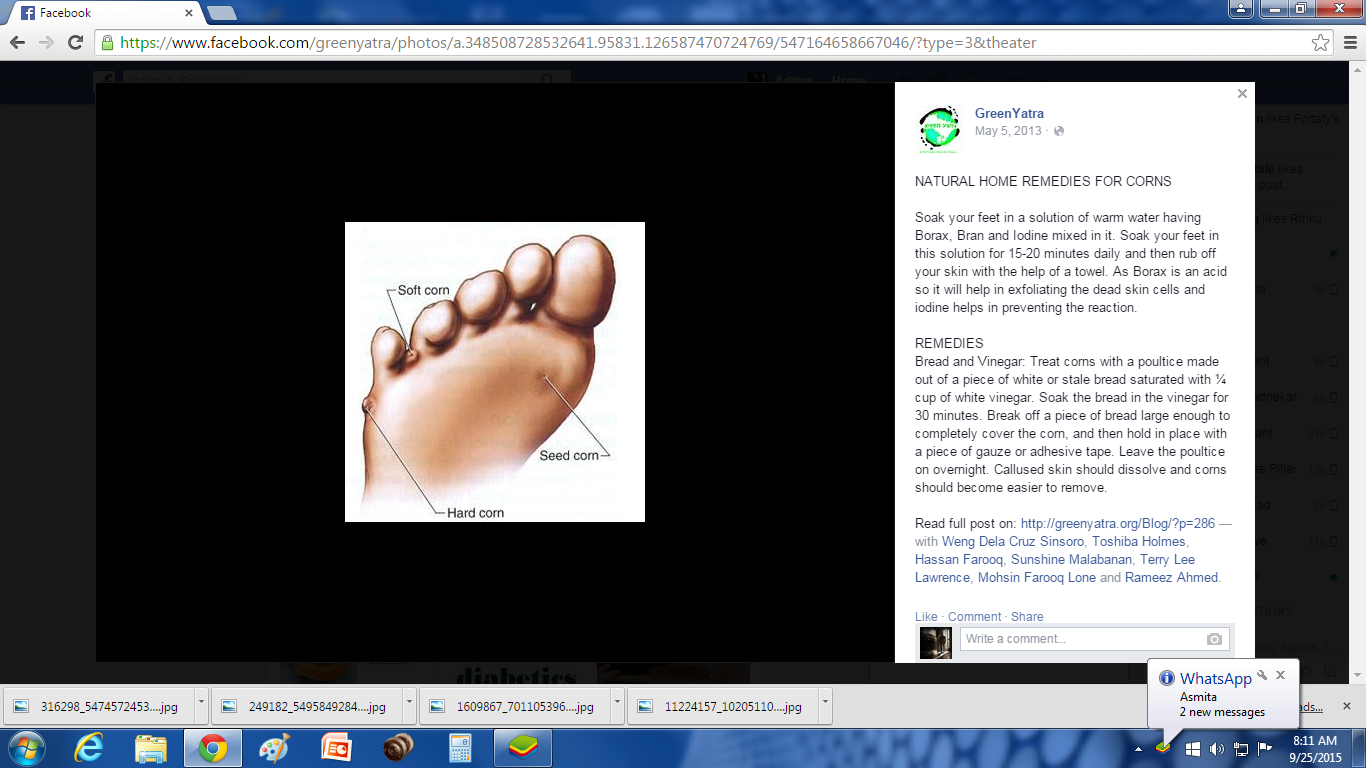 Facebook
https://www.facebook.com/greenyatra/photos/a.348508728532641.95831.126587470724769/547164658667046/?type=3&theater
Search Facebook
Home
GreenYatra
May 5, 2013 ·
NATURAL HOME REMEDIES FOR CORNS
Soak your feet in a solution of warm water having
Borax, Bran and Iodine mixed in it. Soak your feet in
this solution for 15-20 minutes daily and then rub off
your skin with the help of a towel. As Borax is an acid
so it will help in exfoliating the dead skin cells and
iodine helps in preventing the reaction.
REMEDIES
Bread and Vinegar: Treat corns with a poultice made
out of a piece of white or stale bread saturated with ¼
cup of white vinegar. Soak the bread in the vinegar for
30 minutes. Break off a piece of bread large enough to
completely cover the corn, and then hold in place with
a piece of gauze or adhesive tape. Leave the poultice
on overnight. Callused skin should dissolve and corns
should become easier to remove.
Read full post on: http://greenyatra.org/Blog/?p=286 —
with Weng Dela Cruz Sinsoro, Toshiba Holmes,
Hassan Farooq, Sunshine Malabanan, Terry Lee
Lawrence, Mohsin Farooq Lone and Rameez Ahmed.
Like · Comment · Share
Write a comment...
Soft corn
Seed corn
Hard corn
likes Fortafy's
likes
post.
likes Rinku
diabetics
WhatsApp
Asmita
2 new messages
316298_5474572453....jpg
249182_5495849284....jpg
1609867_701105396....jpg
11224157_10205110....jpg
8:11 AM
9/25/2015